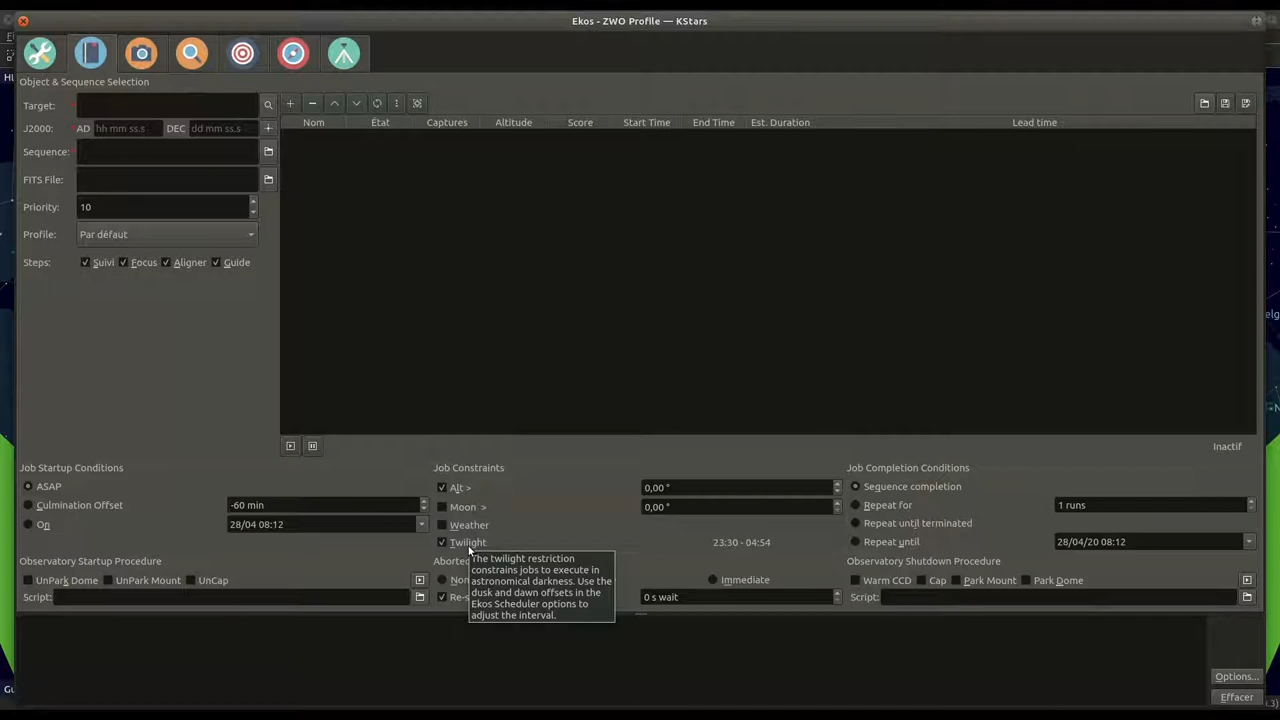 Ekos - ZWO Profile — KStars
Object & Sequence Selection
Target:
J2000: AD hh mm ss.s DEC dd mm ss.s
Sequence:
FITS File:
Priority: 10
Profile: Par défaut
Steps: Suivi Focus Aligner Guide
Nom État Captures Altitude Score Start Time End Time Est. Duration Lead time
Inactif
Job Startup Conditions
ASAP
Culmination Offset -60 min
On 28/04 08:12
Observatory Startup Procedure
UnPark Dome UnPark Mount UnCap
Script:
Job Constraints
Alt > 0,00 °
Moon > 0,00 °
Weather
Twilight 23:30 - 04:54
Immediate
0 s wait
The twilight restriction
constrains jobs to execute in
astronomical darkness. Use the
dusk and dawn offsets in the
Ekos Scheduler options to
adjust the interval.
Job Completion Conditions
Sequence completion
Repeat for 1 runs
Repeat until terminated
Repeat until 28/04/20 08:12
Observatory Shutdown Procedure
Warm CCD Cap Park Mount Park Dome
Script:
Options...
Effacer